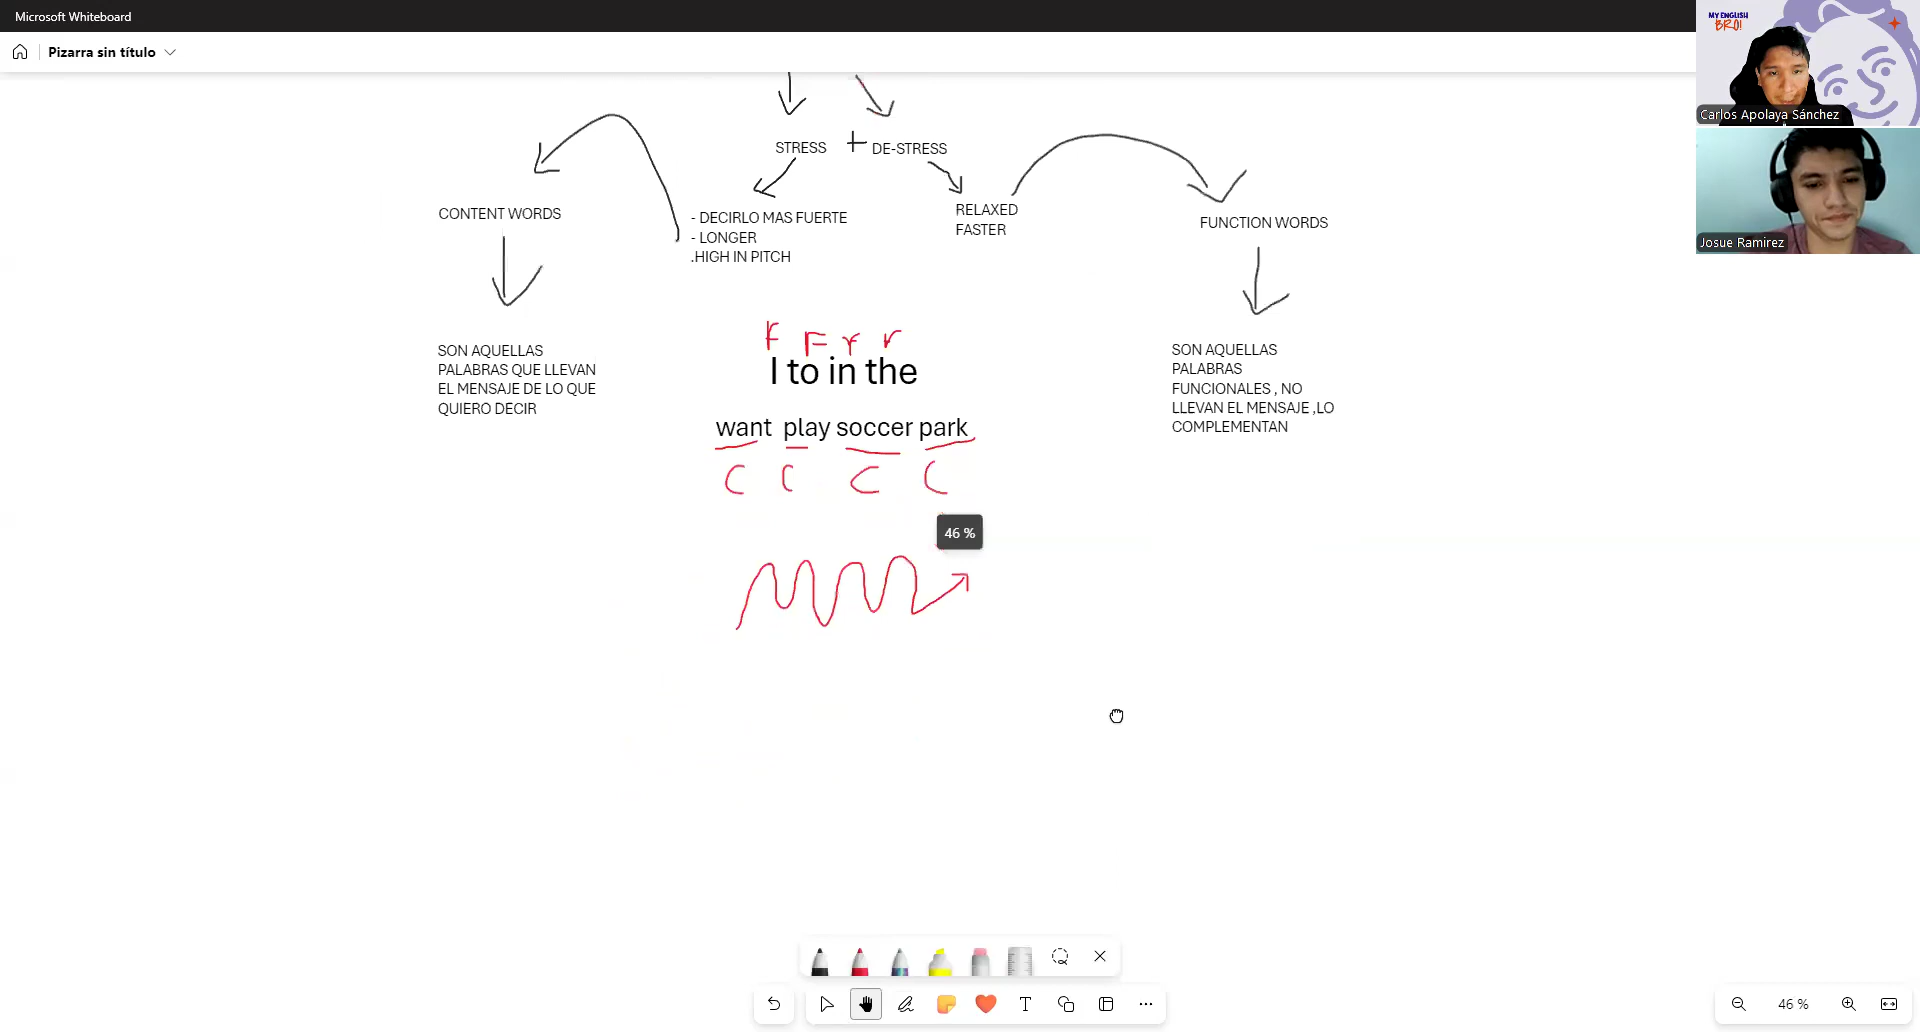 Microsoft Whiteboard
Pizarra sin título
MY ENGLISH
BRO!
Carlos Apolaya Sánchez
Josue Ramirez
STRESS + DE-STRESS
CONTENT WORDS
- DECIRLO MAS FUERTE
- LONGER
.HIGH IN PITCH
RELAXED
FASTER
FUNCTION WORDS
SON AQUELLAS
PALABRAS QUE LLEVAN
EL MENSAJE DE LO QUE
QUIERO DECIR
F F F r
I to in the
want play soccer park
C C C C
SON AQUELLAS
PALABRAS
FUNCIONALES , NO
LLEVAN EL MENSAJE ,LO
COMPLEMENTAN
46 %
46 %